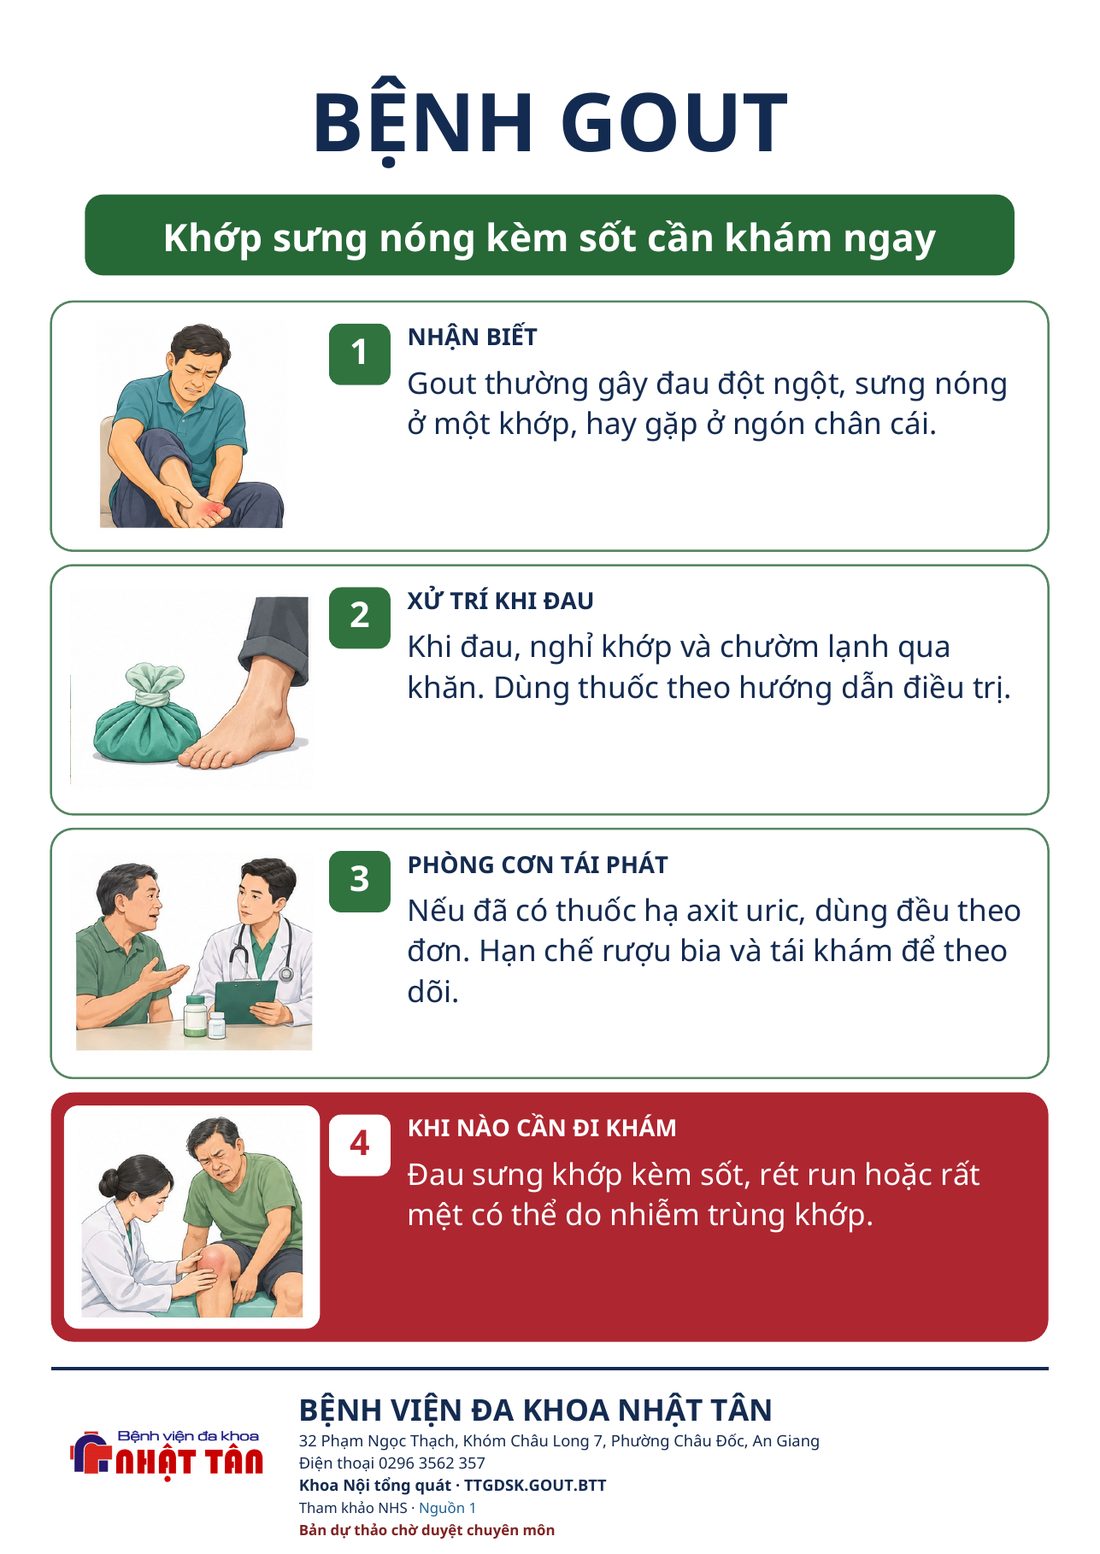 BỆNH GOUT
Khớp sưng nóng kèm sốt cần khám ngay
1
NHẬN BIẾT
Gout thường gây đau đột ngột, sưng nóng
ở một khớp, hay gặp ở ngón chân cái.
2
XỬ TRÍ KHI ĐAU
Khi đau, nghỉ khớp và chườm lạnh qua
khăn. Dùng thuốc theo hướng dẫn điều trị.
3
PHÒNG CƠN TÁI PHÁT
Nếu đã có thuốc hạ axit uric, dùng đều theo
đơn. Hạn chế rượu bia và tái khám để theo
dõi.
4
KHI NÀO CẦN ĐI KHÁM
Đau sưng khớp kèm sốt, rét run hoặc rất
mệt có thể do nhiễm trùng khớp.
Bệnh viện đa khoa
NHẬT TÂN
BỆNH VIỆN ĐA KHOA NHẬT TÂN
32 Phạm Ngọc Thạch, Khóm Châu Long 7, Phường Châu Đốc, An Giang
Điện thoại 0296 3562 357
Khoa Nội tổng quát · TTGDSK.GOUT.BTT
Tham khảo NHS · Nguồn 1
Bản dự thảo chờ duyệt chuyên môn